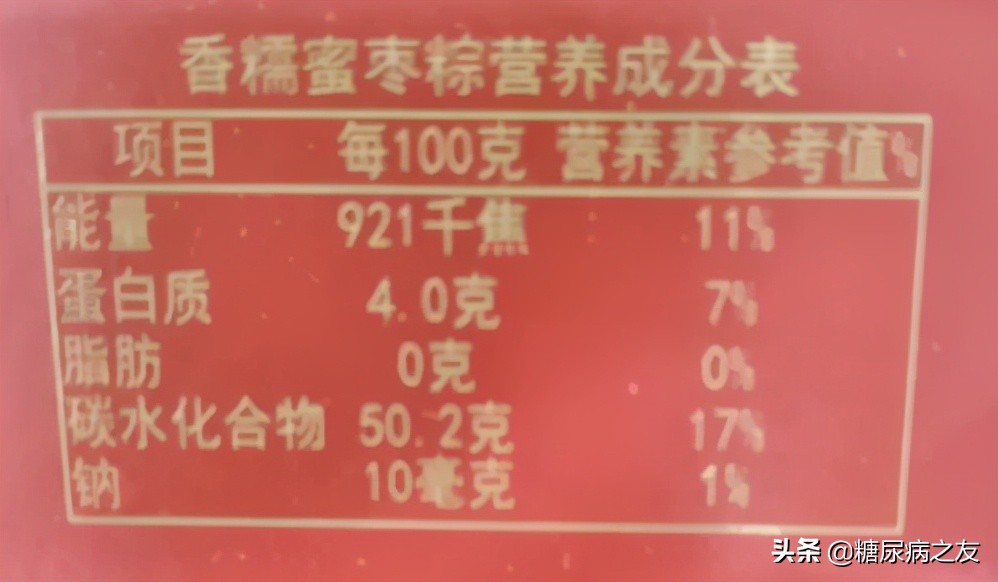 香糯蜜枣粽营养成分表
项目 每100克 营养素参考值%
能量 921千焦 11%
蛋白质 4.0克 7%
脂肪 0克 0%
碳水化合物 50.2克 17%
钠 10毫克 1%
头条 @糖尿病之友